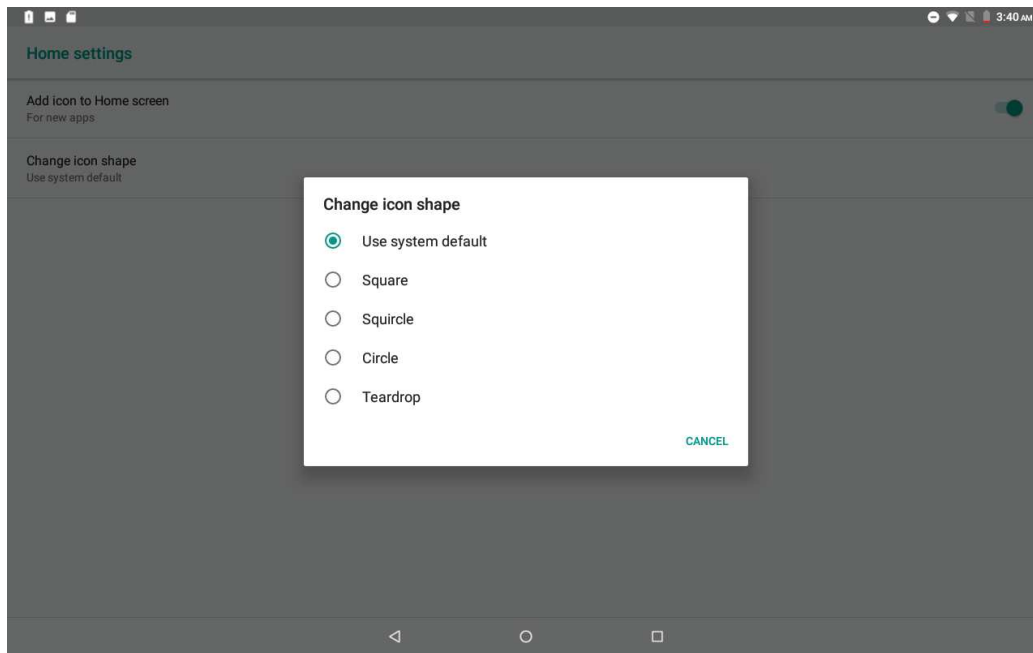 3:40 AM
Home settings
Add icon to Home screen
For new apps
Change icon shape
Use system default
Change icon shape
Use system default
Square
Squircle
Circle
Teardrop
CANCEL